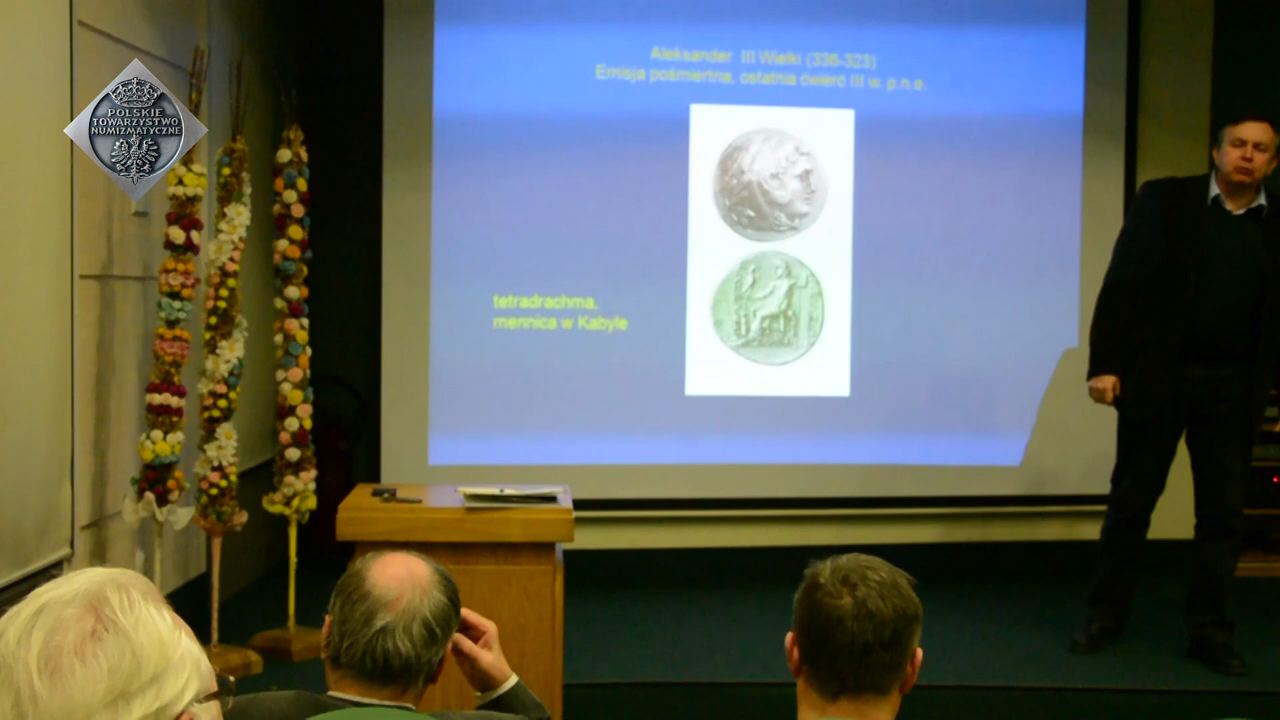 POLSKIE
TOWARZYSTWO
NUMIZMATYCZNE
Aleksander III Wielki (336-323)
Emisja pośmiertna, ostatnia ćwierć III w. p.n.e.
tetradrachma,
mennica w Kabyle